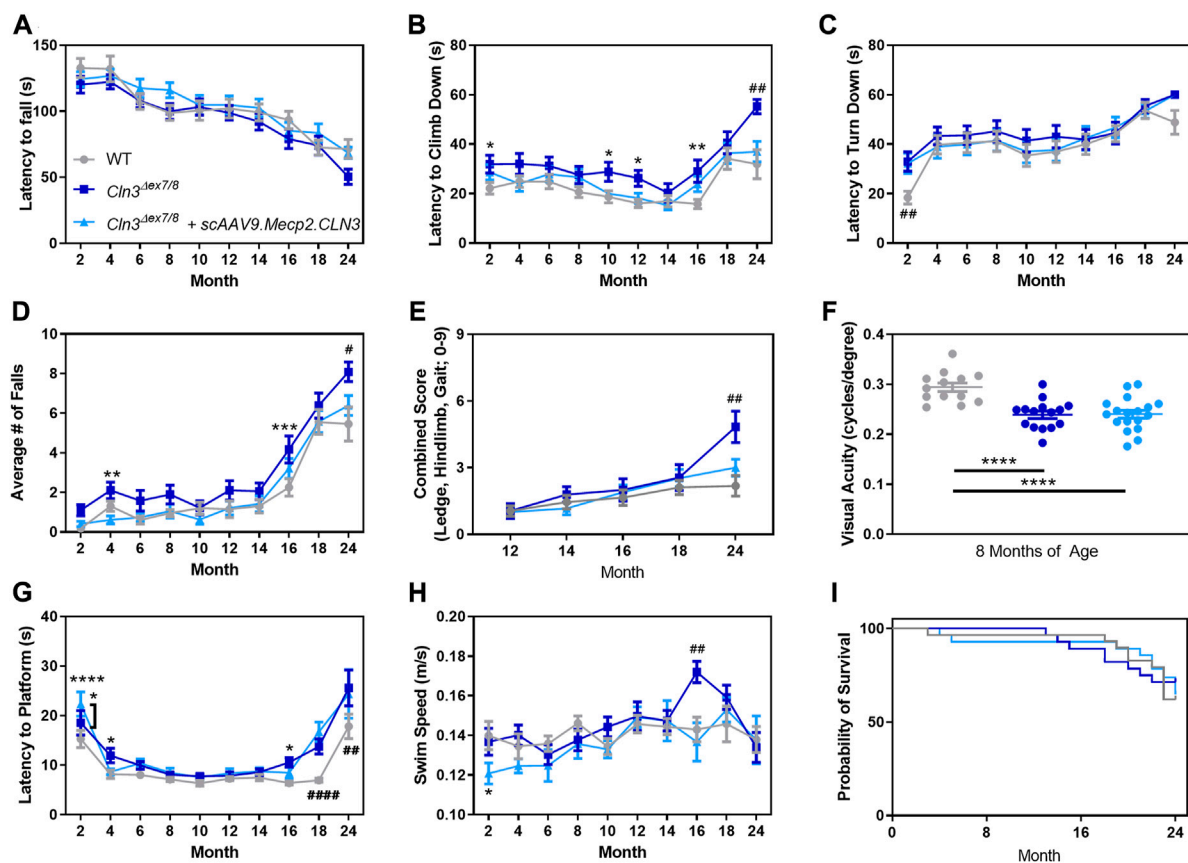 A
Latency to fall (s)
150
100
50
0
WT
Cln3Δex7/8
Cln3Δex7/8 + scAAV9.Mecp2.CLN3
2 4 6 8 10 12 14 16 18 24
Month
B
Latency to Climb Down (s)
80
60
40
20
0
*
*
*
**
##
2 4 6 8 10 12 14 16 18 24
Month
C
Latency to Turn Down (s)
80
60
40
20
0
##
2 4 6 8 10 12 14 16 18 24
Month
D
Average # of Falls
10
8
6
4
2
0
**
***
#
2 4 6 8 10 12 14 16 18 24
Month
E
Combined Score
(Ledge, Hindlimb, Gait; 0-9)
9
6
3
0
##
12 14 16 18 24
Month
F
Visual Acuity (cycles/degree)
0.4
0.3
0.2
0.1
0.0
****
****
8 Months of Age
G
Latency to Platform (s)
40
30
20
10
0
****
*
*
*
##
####
2 4 6 8 10 12 14 16 18 24
Month
H
Swim Speed (m/s)
0.20
0.18
0.16
0.14
0.12
0.10
##
*
2 4 6 8 10 12 14 16 18 24
Month
I
Probability of Survival
100
50
0
0 8 16 24
Month